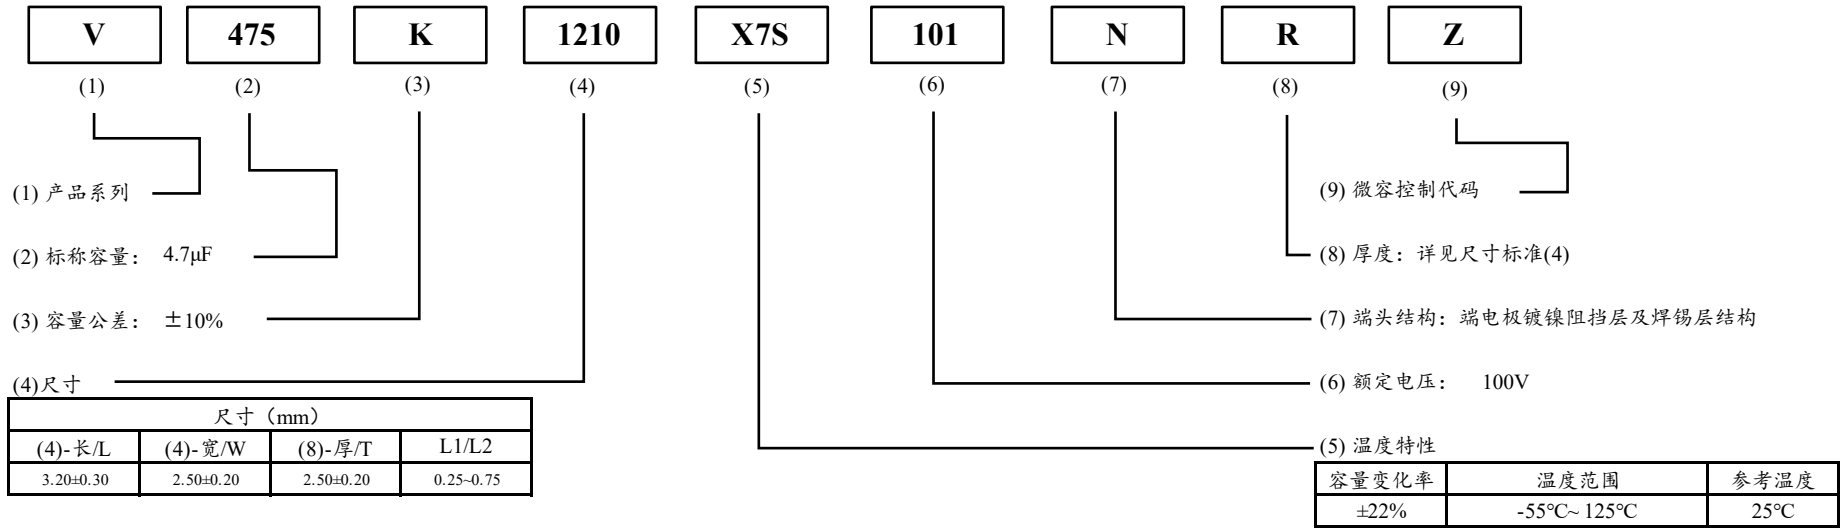 V 475 K 1210 X7S 101 N R Z
(1) (2) (3) (4) (5) (6) (7) (8) (9)
(1) 产品系列
(9) 微容控制代码
(2) 标称容量： 4.7μF
(8) 厚度：详见尺寸标准(4)
(3) 容量公差： ±10%
(7) 端头结构：端电极镀镍阻挡层及焊锡层结构
(4)尺寸
(6) 额定电压： 100V
尺寸（mm）
(4)-长/L (4)-宽/W (8)-厚/T L1/L2
3.20±0.30 2.50±0.20 2.50±0.20 0.25~0.75
(5) 温度特性
容量变化率 温度范围 参考温度
±22% -55℃~ 125℃ 25℃